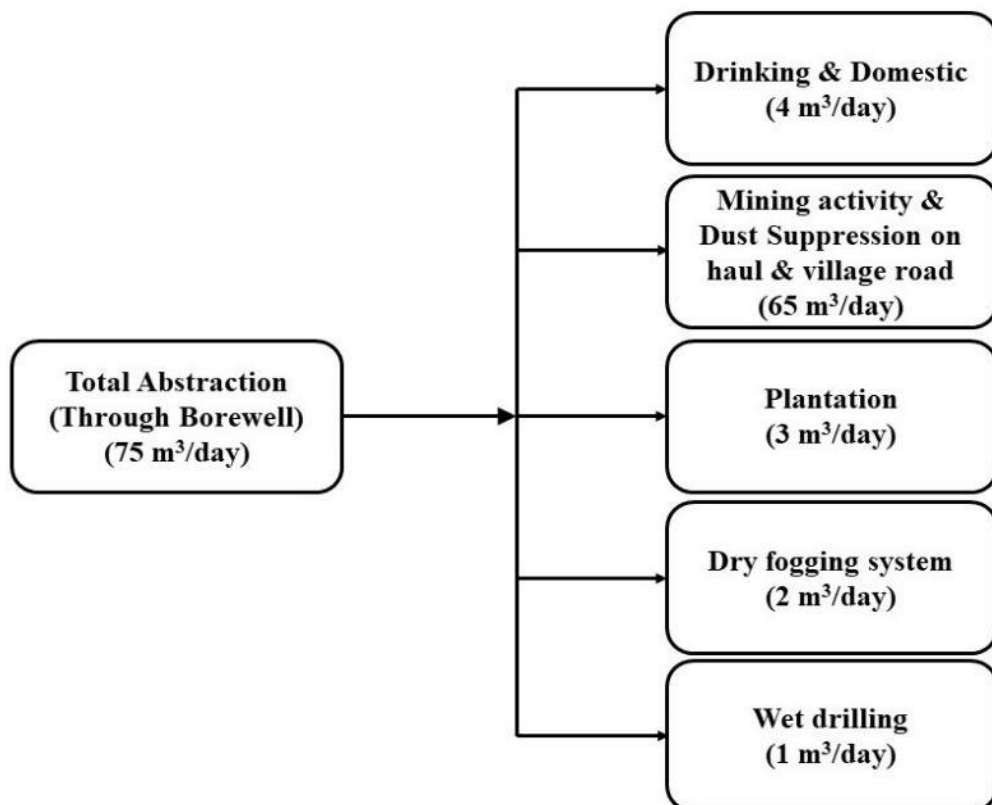 Drinking & Domestic
(4 m³/day)
Mining activity &
Dust Suppression on
haul & village road
(65 m³/day)
Total Abstraction
(Through Borewell)
(75 m³/day)
Plantation
(3 m³/day)
Dry fogging system
(2 m³/day)
Wet drilling
(1 m³/day)